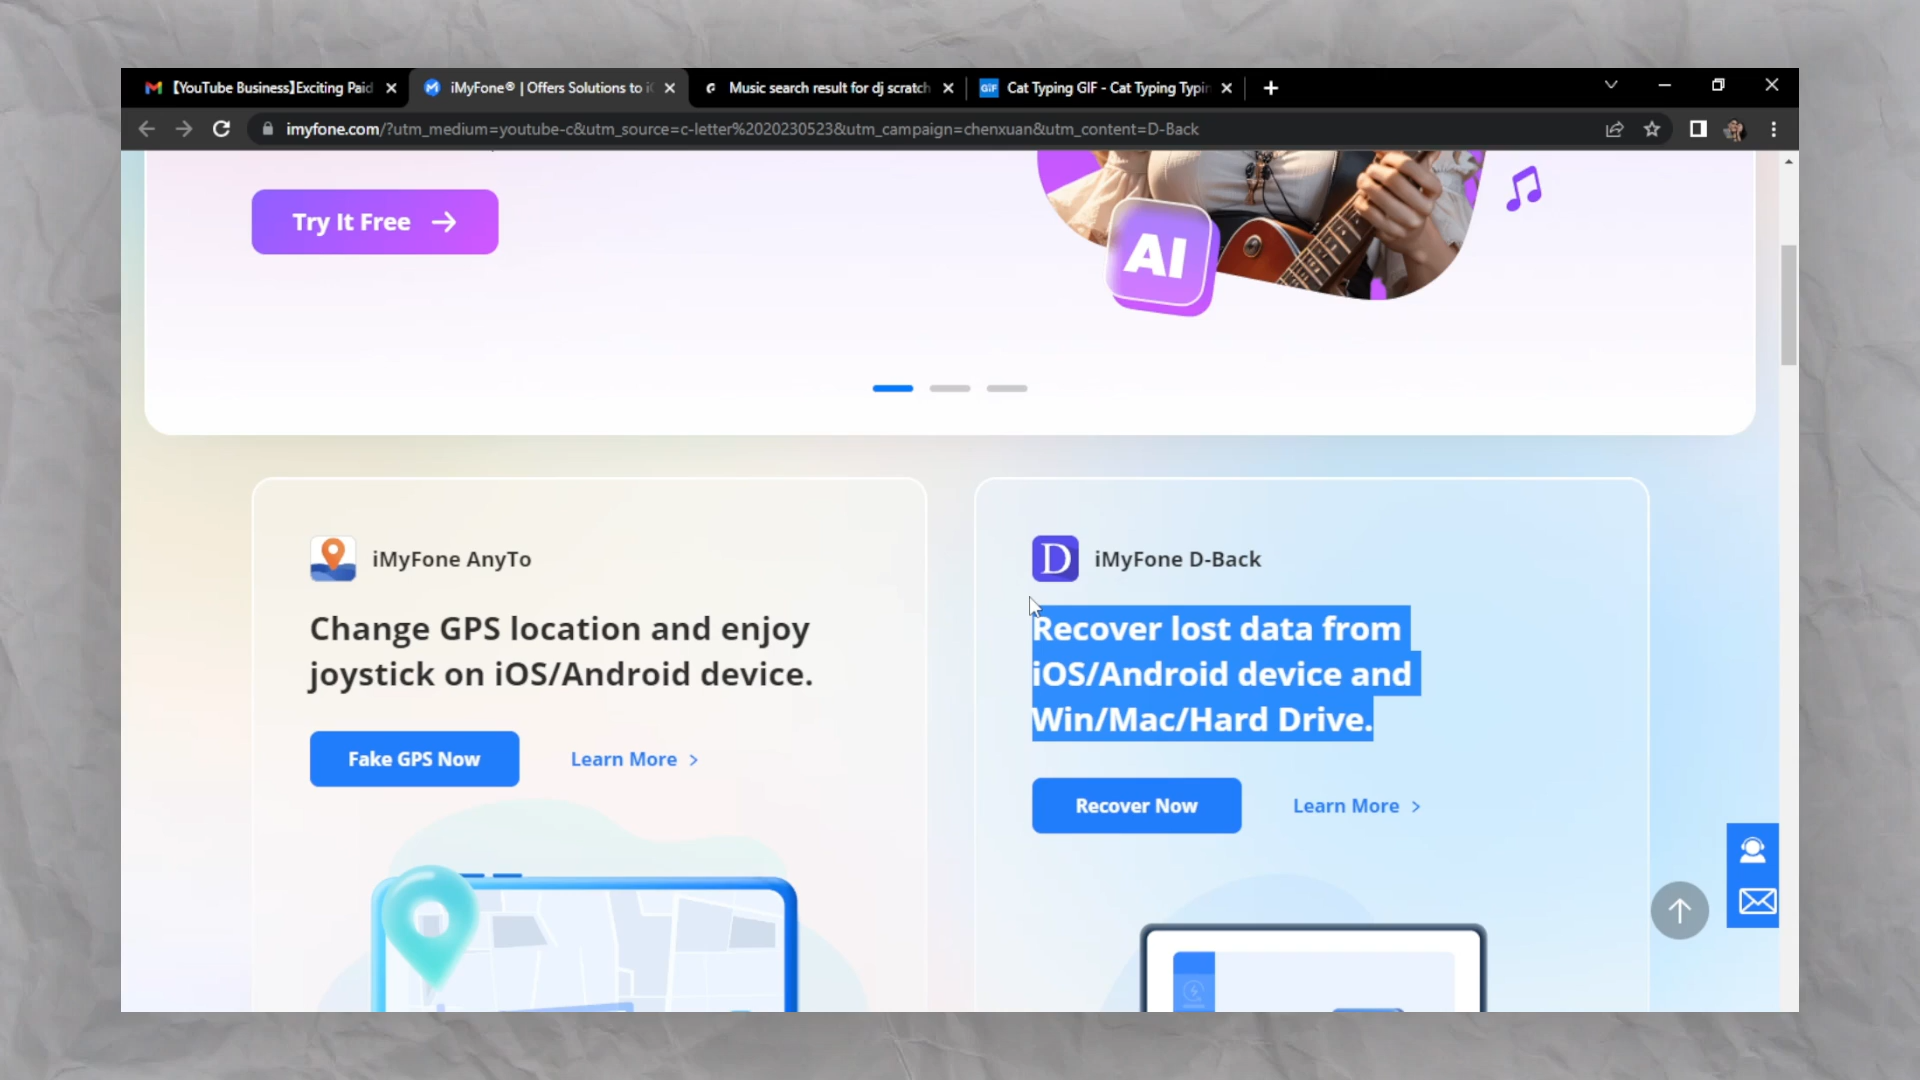 【YouTube Business】Exciting Paid
iMyFone® | Offers Solutions to i
Music search result for dj scratch
GIF
Cat Typing GIF - Cat Typing Typin
imyfone.com/?utm_medium=youtube-c&utm_source=c-letter%2020230523&utm_campaign=chenxuan&utm_content=D-Back
Try It Free
AI
iMyFone AnyTo
Change GPS location and enjoy
joystick on iOS/Android device.
Fake GPS Now
Learn More >
D
iMyFone D-Back
Recover lost data from
iOS/Android device and
Win/Mac/Hard Drive.
Recover Now
Learn More >